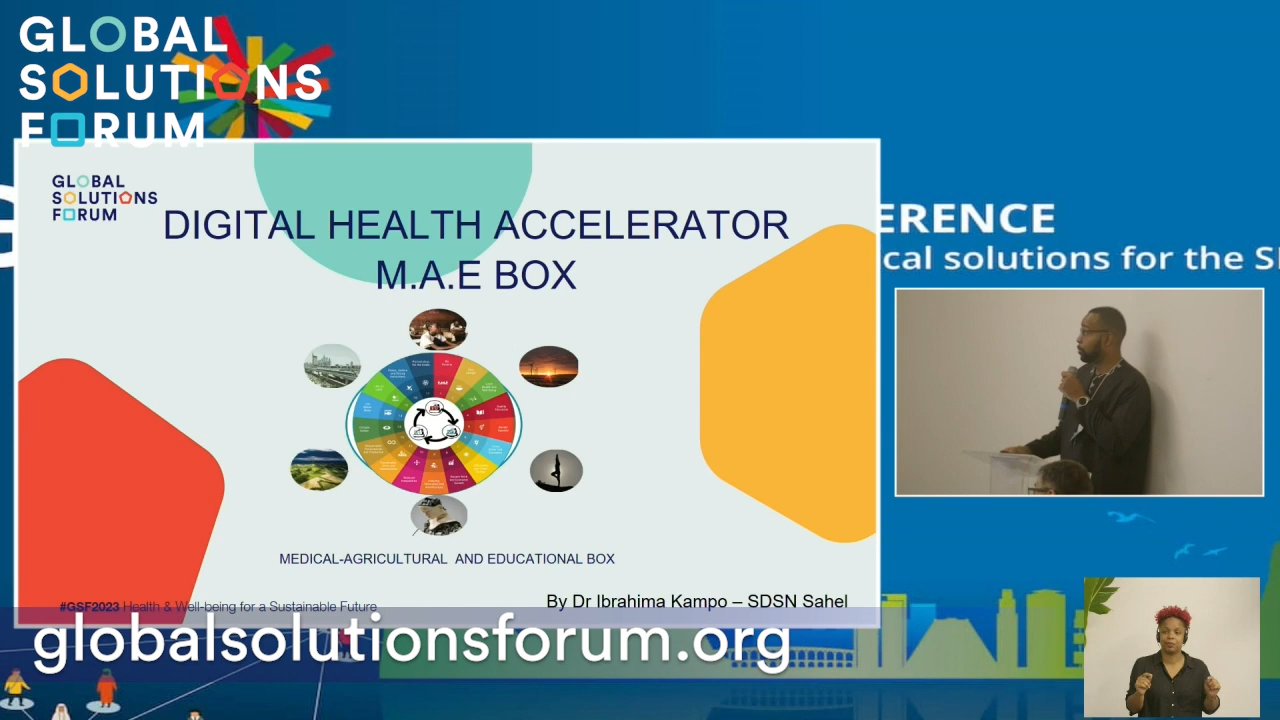 GLOBAL
SOLUTIONS
FORUM
GLOBAL
SOLUTIONS
FORUM
DIGITAL HEALTH ACCELERATOR
M.A.E BOX
ERENCE
cal solutions for the S
MEDICAL-AGRICULTURAL AND EDUCATIONAL BOX
#GSF2023 Health & Well-being for a Sustainable Future
By Dr Ibrahima Kampo – SDSN Sahel
globalsolutionsforum.org